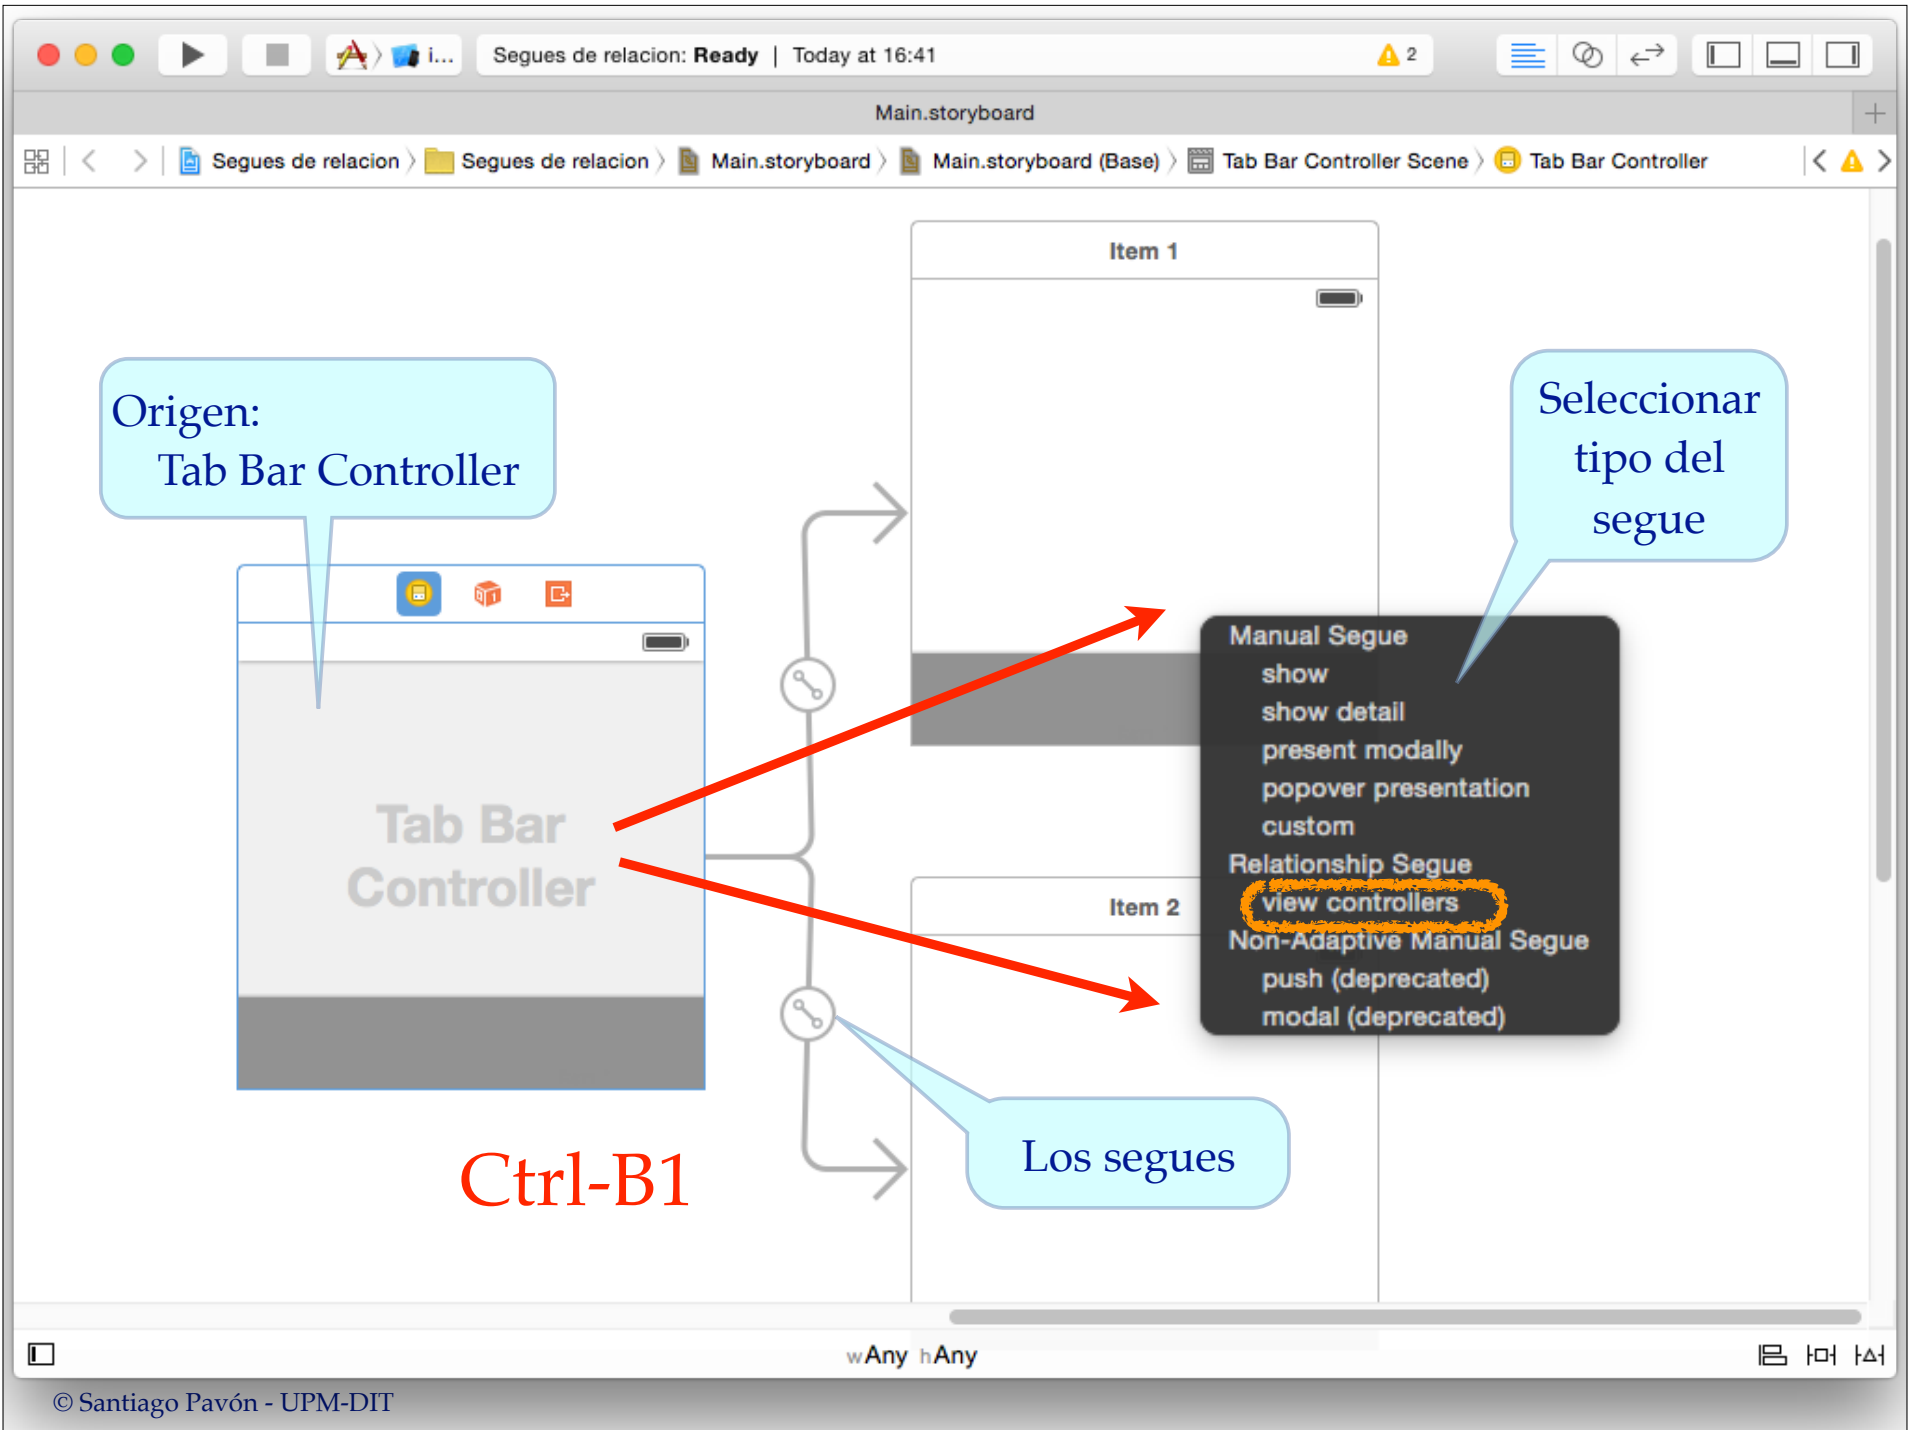 i...
Segues de relacion: Ready | Today at 16:41
2
Main.storyboard
Segues de relacion
Segues de relacion
Main.storyboard
Main.storyboard (Base)
Tab Bar Controller Scene
Tab Bar Controller
Item 1
Origen:
Tab Bar Controller
Seleccionar
tipo del
segue
Tab Bar
Controller
Manual Segue
show
show detail
present modally
popover presentation
custom
Relationship Segue
view controllers
Non-Adaptive Manual Segue
push (deprecated)
modal (deprecated)
Item 2
Los segues
Ctrl-B1
wAny hAny
© Santiago Pavón - UPM-DIT